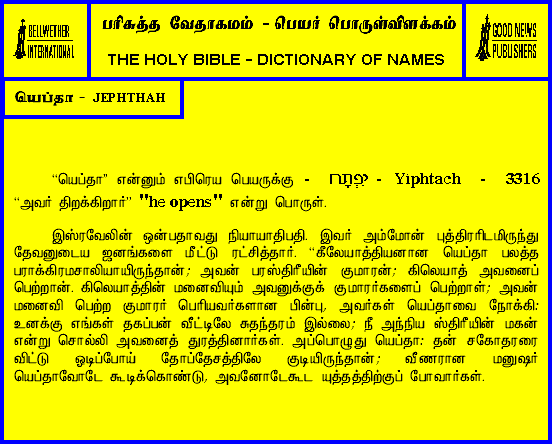 BELLWETHER
INTERNATIONAL
பரிசுத்த வேதாகமம் - பெயர் பொருள்விளக்கம்
THE HOLY BIBLE - DICTIONARY OF NAMES
GOOD NEWS
PUBLISHERS
யெப்தா - JEPHTHAH
“யெப்தா” என்னும் எபிரெய பெயருக்கு - - Yiphtach - 3316
“அவர் திறக்கிறார்” "he opens" என்று பொருள்.
இஸ்ரவேலின் ஒன்பதாவது நியாயாதிபதி. இவர் அம்மோன் புத்திரரிடமிருந்து
தேவனுடைய ஜனங்களை மீட்டு ரட்சித்தார். “கீலேயாத்தியனான யெப்தா பலத்த
பராக்கிரமசாலியாயிருந்தான்; அவன் பரஸ்திரீயின் குமாரன்; கிலெயாத் அவனைப்
பெற்றான். கிலெயாத்தின் மனைவியும் அவனுக்குக் குமாரர்களைப் பெற்றாள்; அவன்
மனைவி பெற்ற குமாரர் பெரியவர்களான பின்பு, அவர்கள் யெப்தாவை நோக்கி:
உனக்கு எங்கள் தகப்பன் வீட்டிலே சுதந்தரம் இல்லை; நீ அந்நிய ஸ்திரீயின் மகன்
என்று சொல்லி அவனைத் துரத்தினார்கள். அப்பொழுது யெப்தா: தன் சகோதரரை
விட்டு ஓடிப்போய் தோப்தேசத்திலே குடியிருந்தான்; வீணரான மனுஷர்
யெப்தாவோடே கூடிக்கொண்டு, அவனோடேகூட யுத்தத்திற்குப் போவார்கள்.